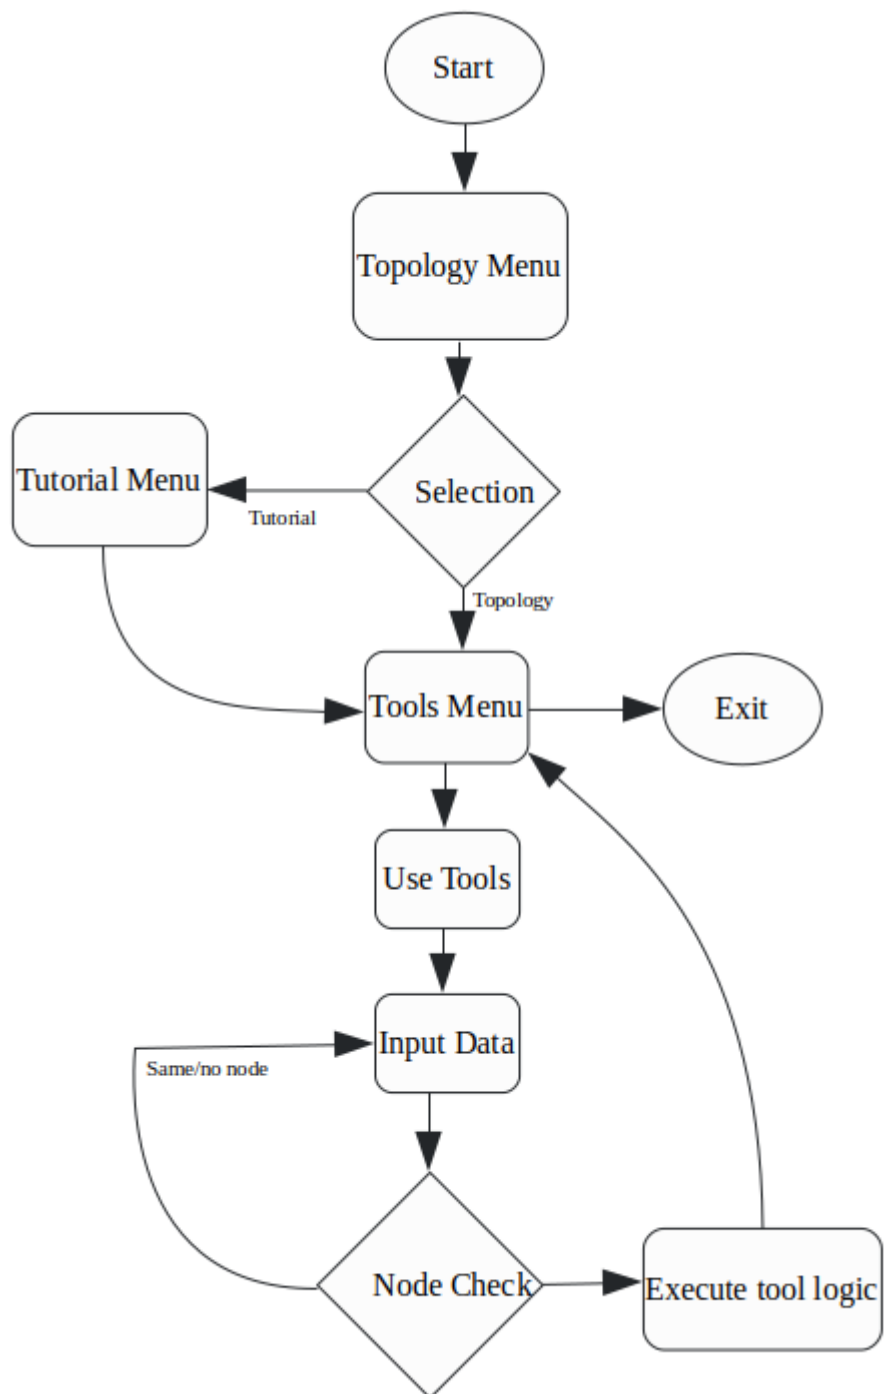 Start
Topology Menu
Selection
Tutorial Menu
Tutorial
Topology
Tools Menu
Exit
Use Tools
Input Data
Same/no node
Node Check
Execute tool logic